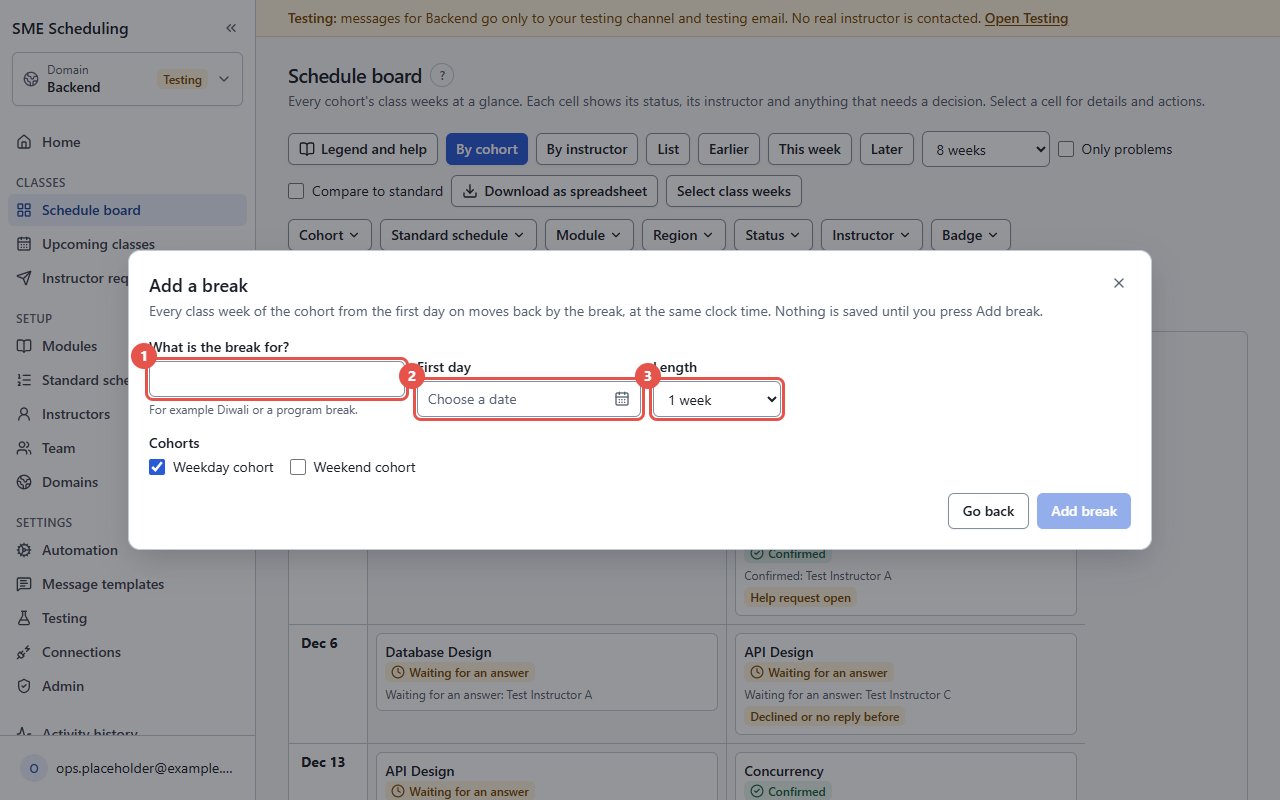 Testing: messages for Backend go only to your testing channel and testing email. No real instructor is contacted. Open Testing
SME Scheduling
«
Domain
Backend
Testing
Home
CLASSES
Schedule board
Upcoming classes
Instructor req
SETUP
Modules
Standard sche
Instructors
Team
Domains
SETTINGS
Automation
Message templates
Testing
Connections
Admin
Activity history
O
ops.placeholder@example....
Schedule board ?
Every cohort's class weeks at a glance. Each cell shows its status, its instructor and anything that needs a decision. Select a cell for details and actions.
Legend and help By cohort By instructor List Earlier This week Later 8 weeks Only problems
Compare to standard Download as spreadsheet Select class weeks
Cohort Standard schedule Module Region Status Instructor Badge
Add a break
Every class week of the cohort from the first day on moves back by the break, at the same clock time. Nothing is saved until you press Add break.
What is the break for?
1
For example Diwali or a program break.
First day
2
Choose a date
Length
3
1 week
Cohorts
Weekday cohort Weekend cohort
Go back Add break
Confirmed
Confirmed: Test Instructor A
Help request open
Dec 6
Database Design
Waiting for an answer
Waiting for an answer: Test Instructor A
API Design
Waiting for an answer
Waiting for an answer: Test Instructor C
Declined or no reply before
Dec 13
API Design
Waiting for an answer
Concurrency
Confirmed